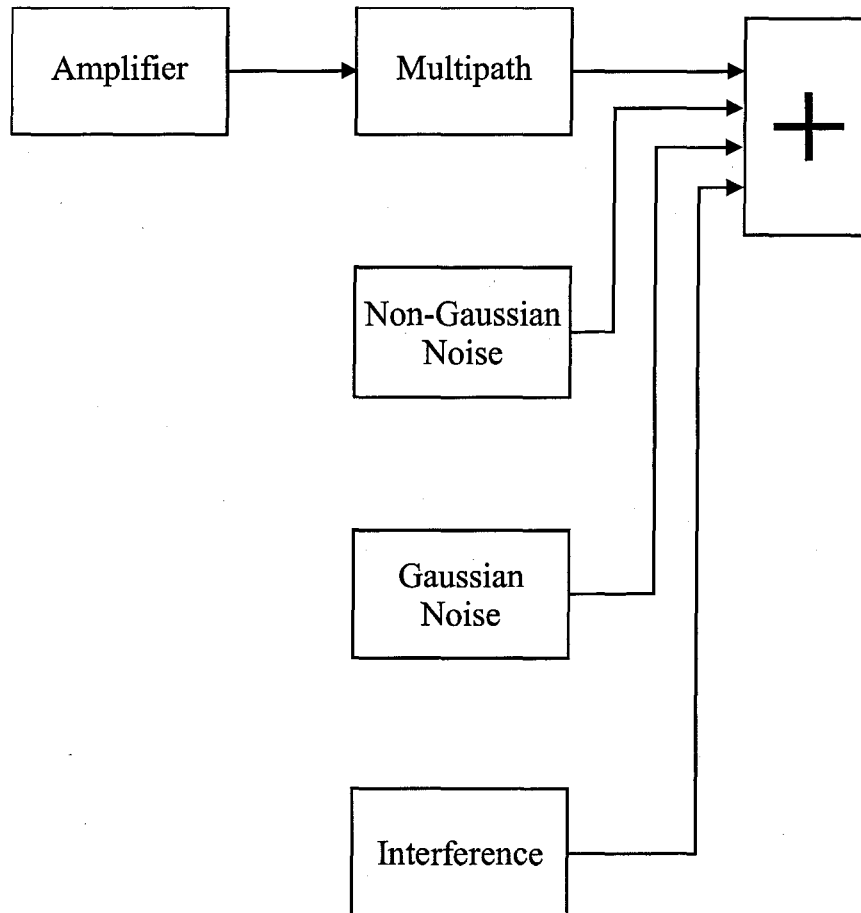 Amplifier
Multipath
+
Non-Gaussian
Noise
Gaussian
Noise
Interference